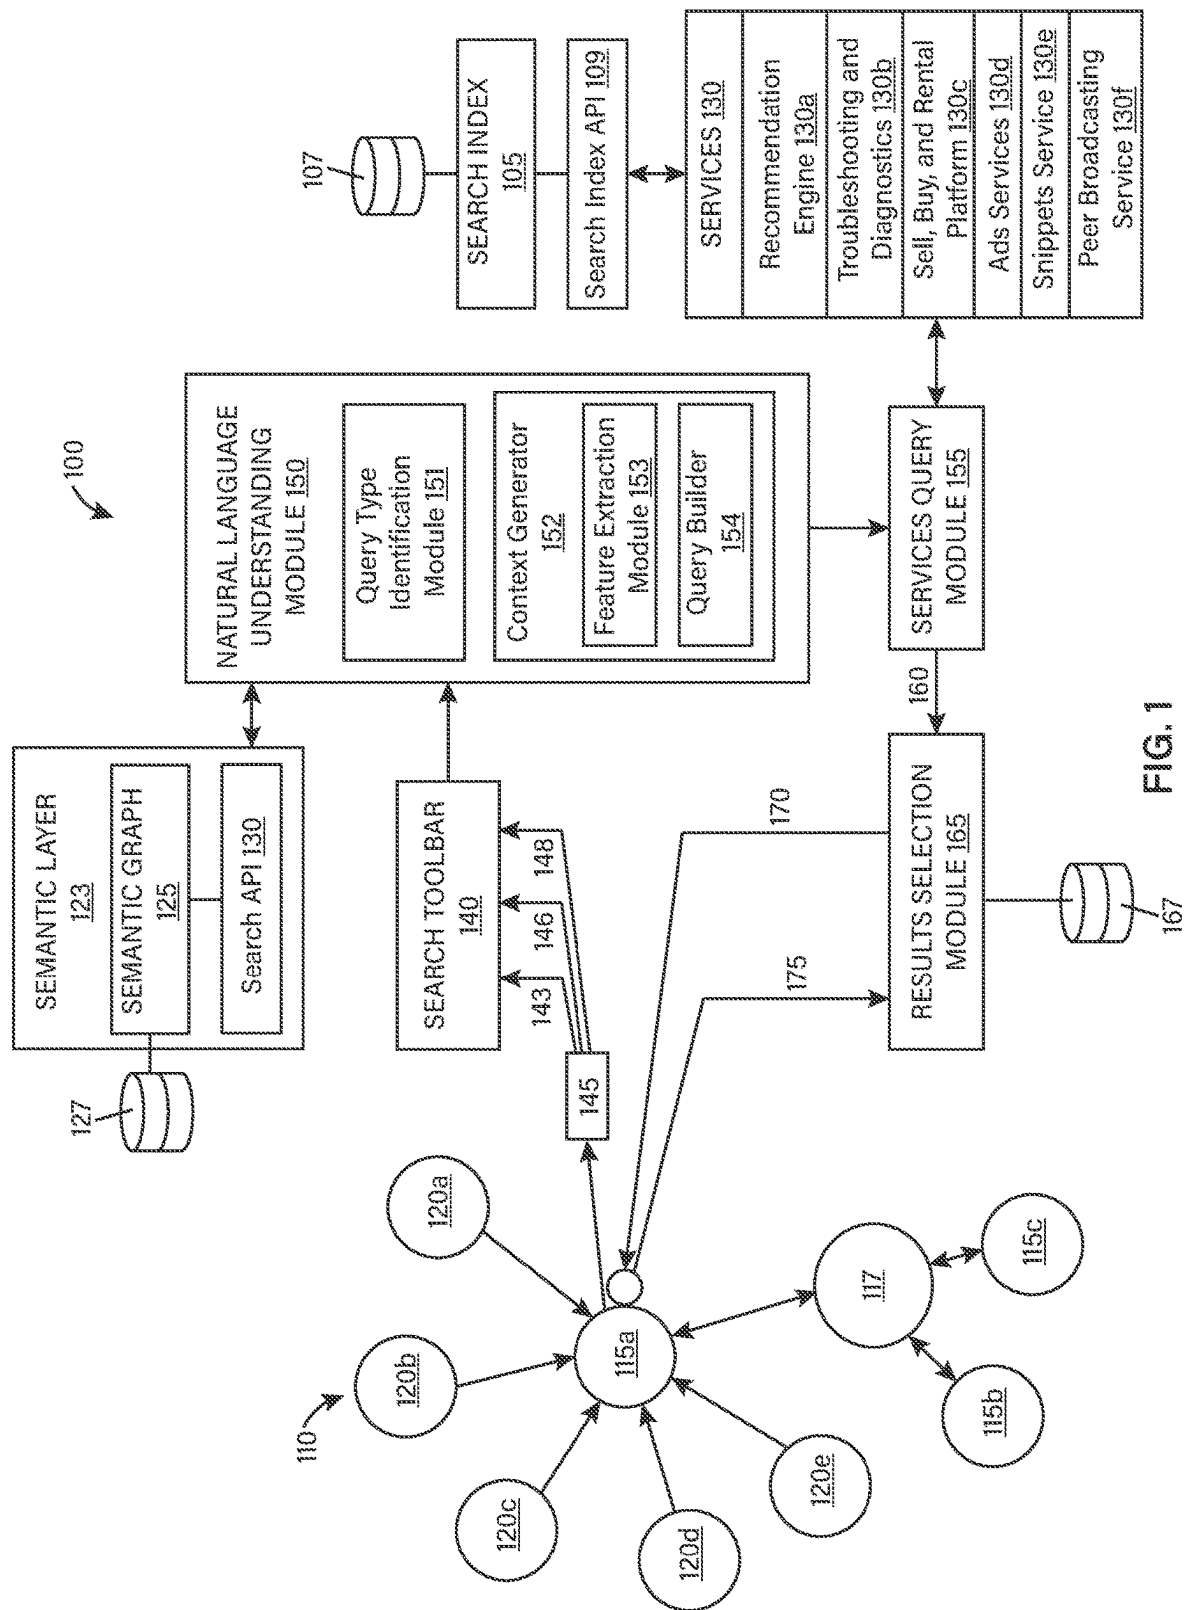 100
SEMANTIC LAYER
123
SEMANTIC GRAPH
125
Search API 130
127
NATURAL LANGUAGE
UNDERSTANDING
MODULE 150
Query Type
Identification
Module 151
Context Generator
152
Feature Extraction
Module 153
Query Builder
154
107
SEARCH INDEX
105
Search Index API 109
SERVICES 130
Recommendation
Engine 130a
Troubleshooting and
Diagnostics 130b
Sell, Buy, and Rental
Platform 130c
Ads Services 130d
Snippets Service 130e
Peer Broadcasting
Service 130f
SEARCH TOOLBAR
140
143
146
148
145
110
120a
120b
120c
120d
120e
115a
117
115b
115c
170
175
SERVICES QUERY
MODULE 155
160
RESULTS SELECTION
MODULE 165
167
FIG. 1